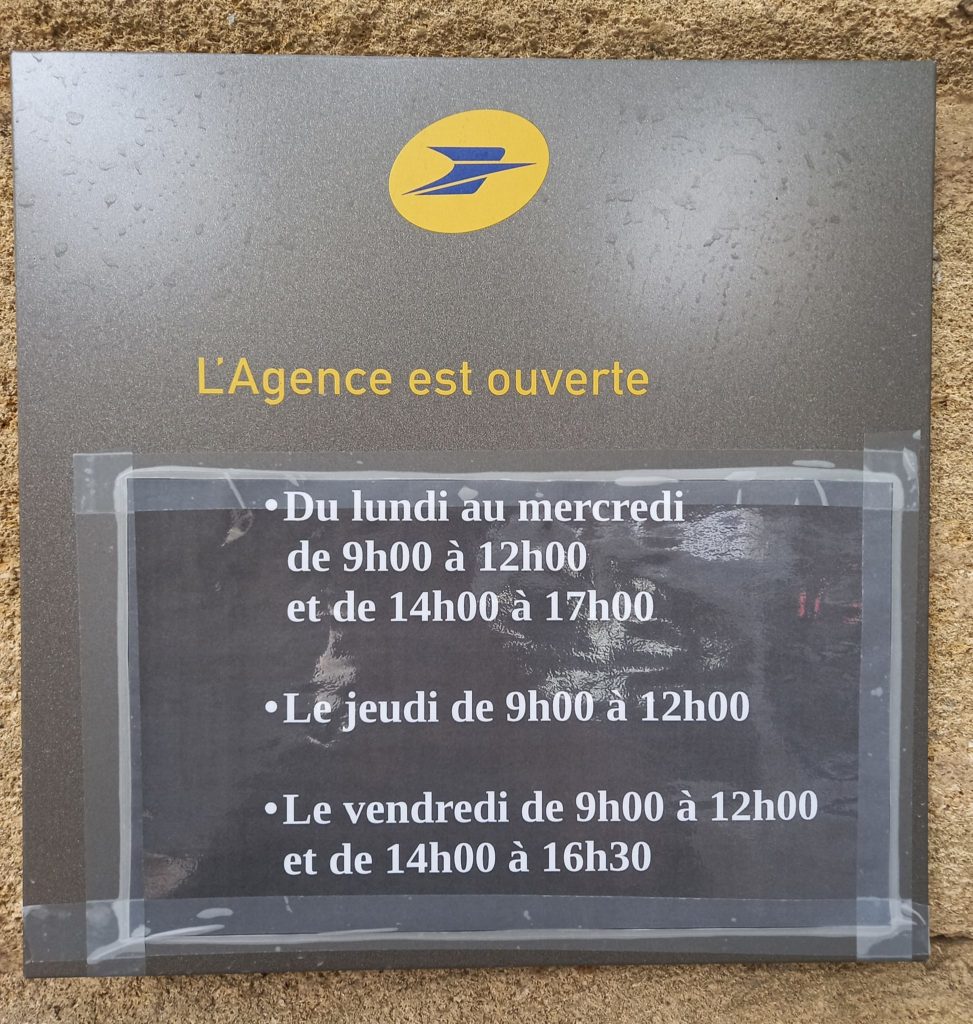 L'Agence est ouverte
•Du lundi au mercredi
de 9h00 à 12h00
et de 14h00 à 17h00
•Le jeudi de 9h00 à 12h00
•Le vendredi de 9h00 à 12h00
et de 14h00 à 16h30